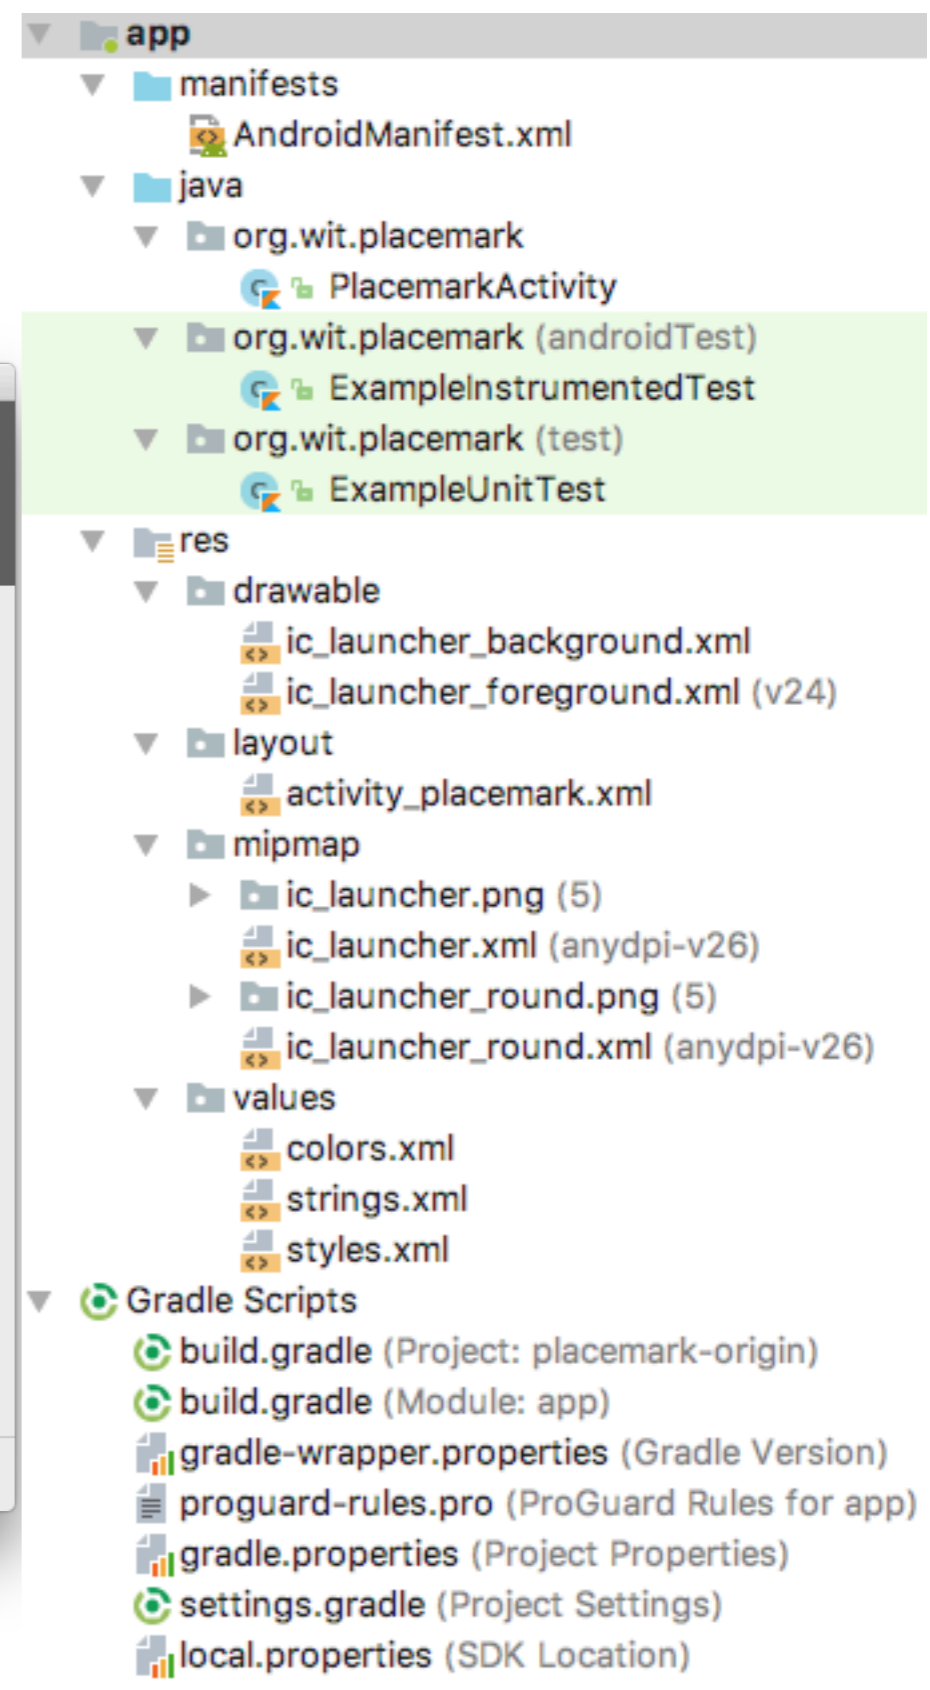 app
manifests
AndroidManifest.xml
java
org.wit.placemark
PlacemarkActivity
org.wit.placemark (androidTest)
ExampleInstrumentedTest
org.wit.placemark (test)
ExampleUnitTest
res
drawable
ic_launcher_background.xml
ic_launcher_foreground.xml (v24)
layout
activity_placemark.xml
mipmap
ic_launcher.png (5)
ic_launcher.xml (anydpi-v26)
ic_launcher_round.png (5)
ic_launcher_round.xml (anydpi-v26)
values
colors.xml
strings.xml
styles.xml
Gradle Scripts
build.gradle (Project: placemark-origin)
build.gradle (Module: app)
gradle-wrapper.properties (Gradle Version)
proguard-rules.pro (ProGuard Rules for app)
gradle.properties (Project Properties)
settings.gradle (Project Settings)
local.properties (SDK Location)